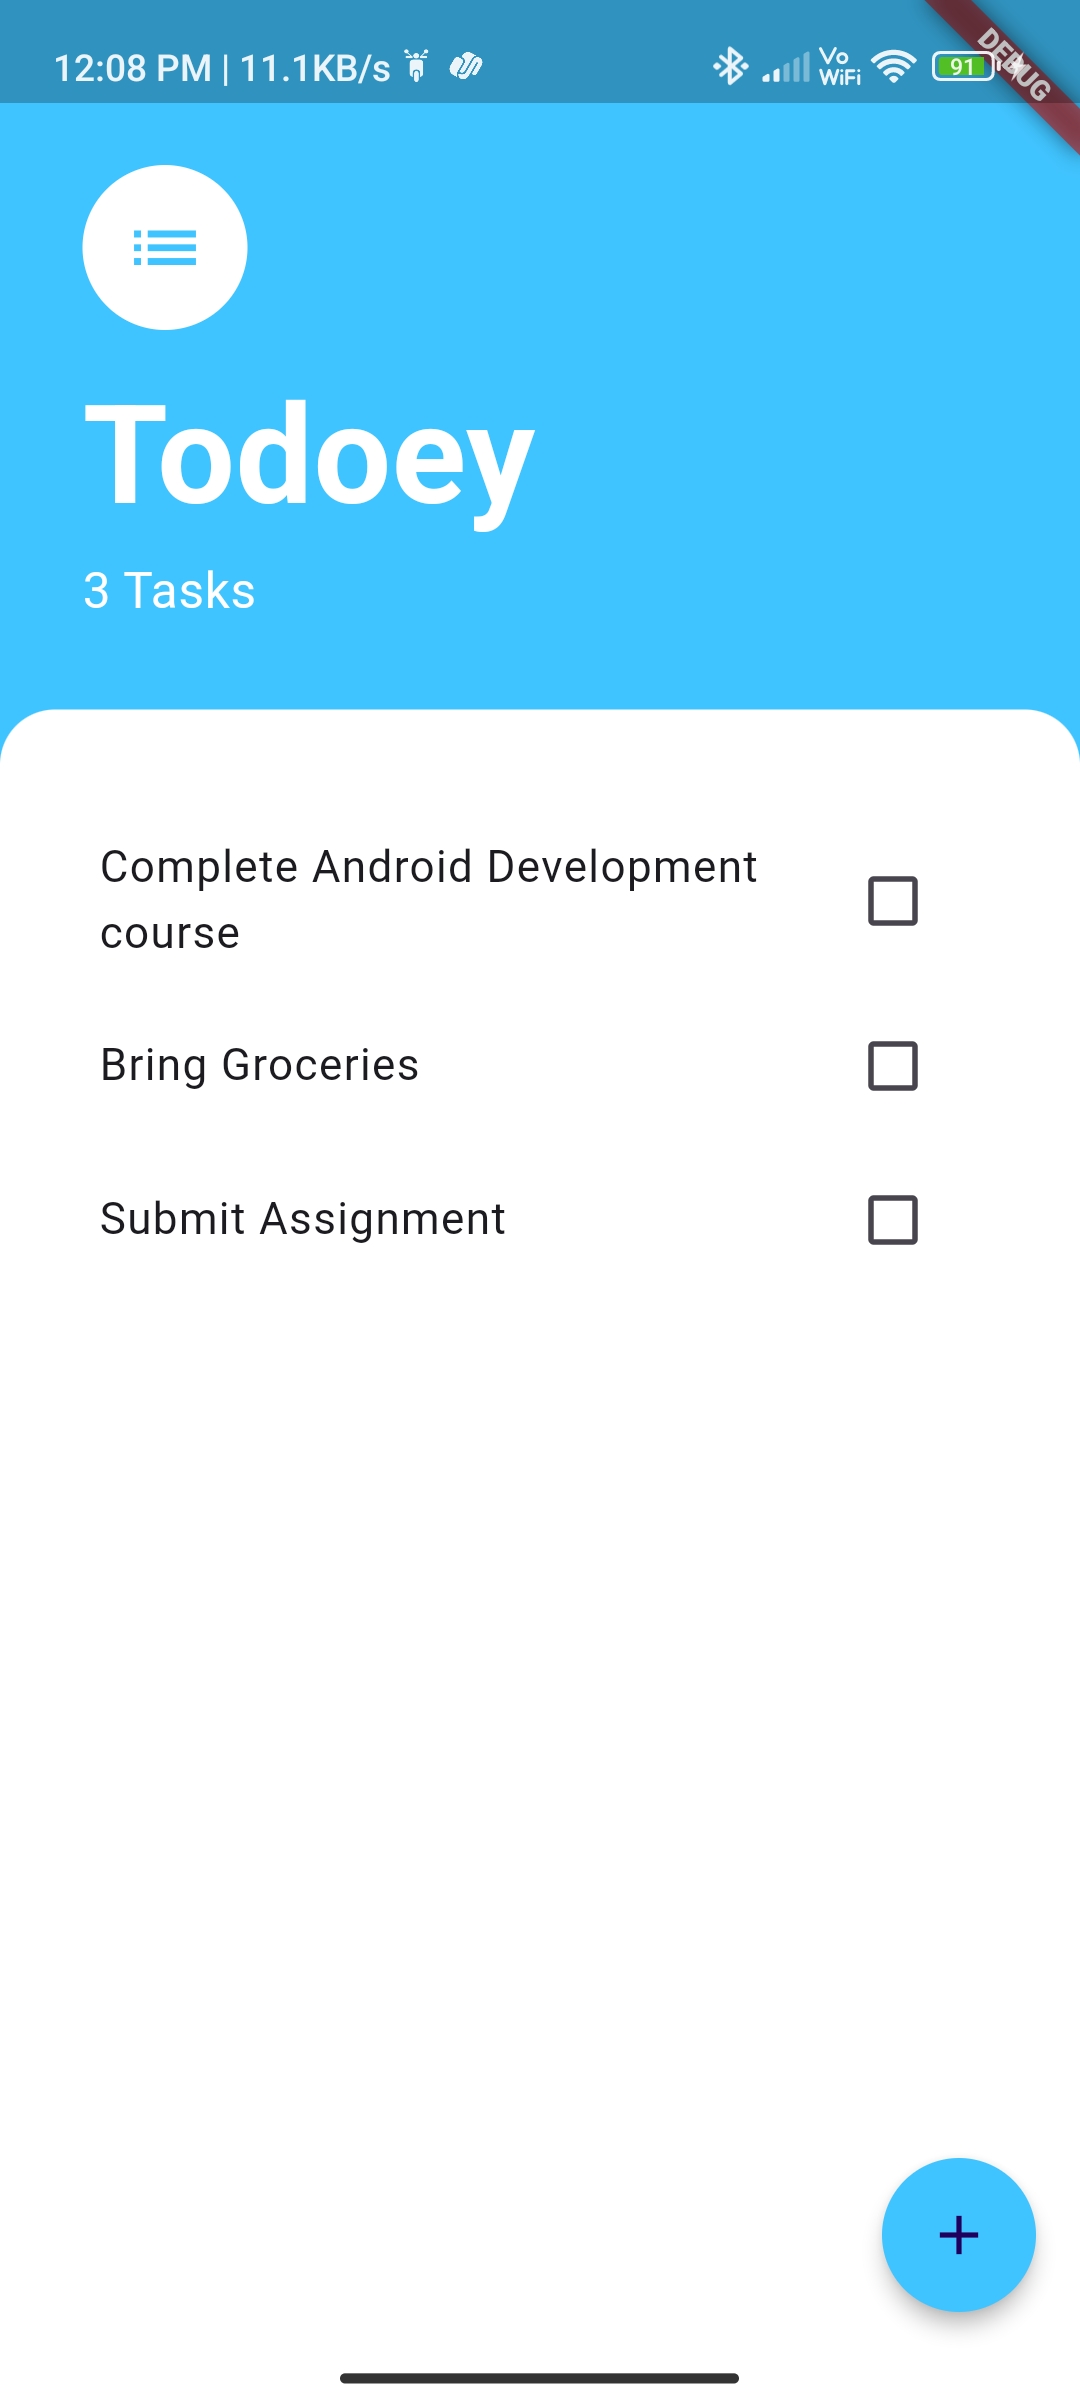 12:08 PM | 11.1KB/s
Vo
WiFi
91
DEBUG
Todoey
3 Tasks
Complete Android Development
course
Bring Groceries
Submit Assignment